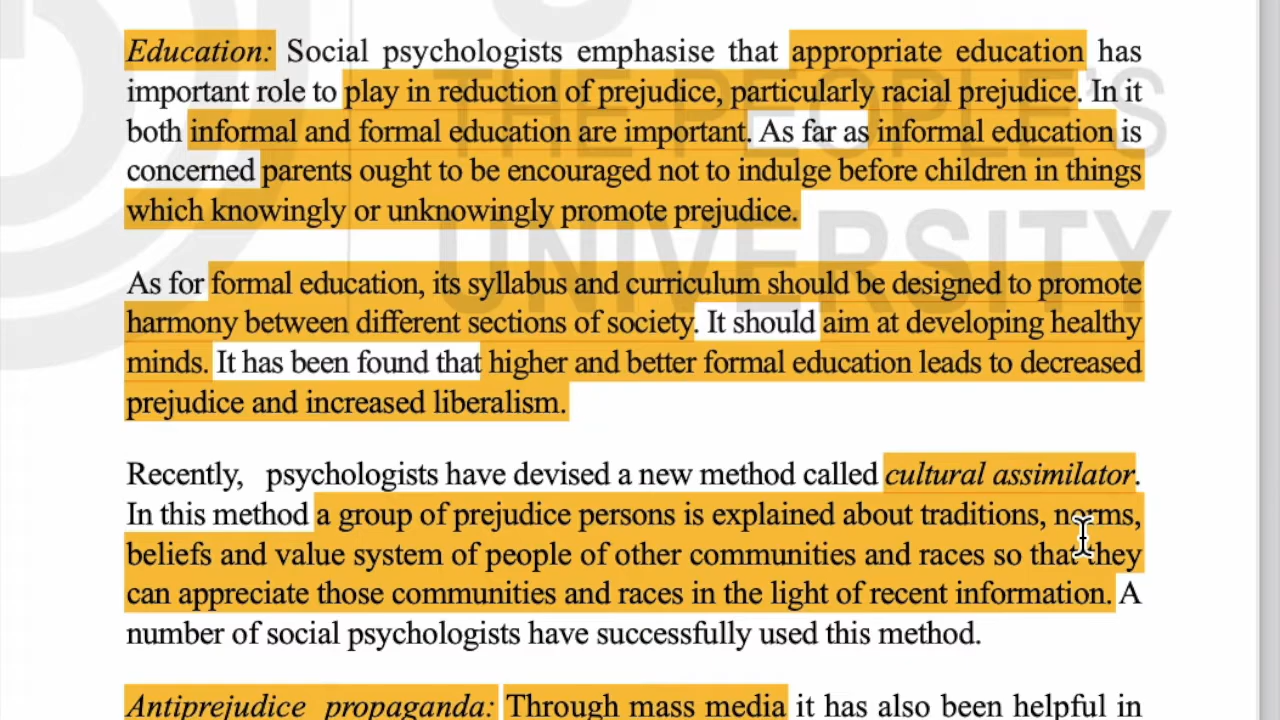 Education: Social psychologists emphasise that appropriate education has
important role to play in reduction of prejudice, particularly racial prejudice. In it
both informal and formal education are important. As far as informal education is
concerned parents ought to be encouraged not to indulge before children in things
which knowingly or unknowingly promote prejudice.
As for formal education, its syllabus and curriculum should be designed to promote
harmony between different sections of society. It should aim at developing healthy
minds. It has been found that higher and better formal education leads to decreased
prejudice and increased liberalism.
Recently, psychologists have devised a new method called cultural assimilator.
In this method a group of prejudice persons is explained about traditions, norms,
beliefs and value system of people of other communities and races so that they
can appreciate those communities and races in the light of recent information. A
number of social psychologists have successfully used this method.
Antiprejudice propaganda: Through mass media it has also been helpful in
THE PEOPLE'S
UNIVERSITY